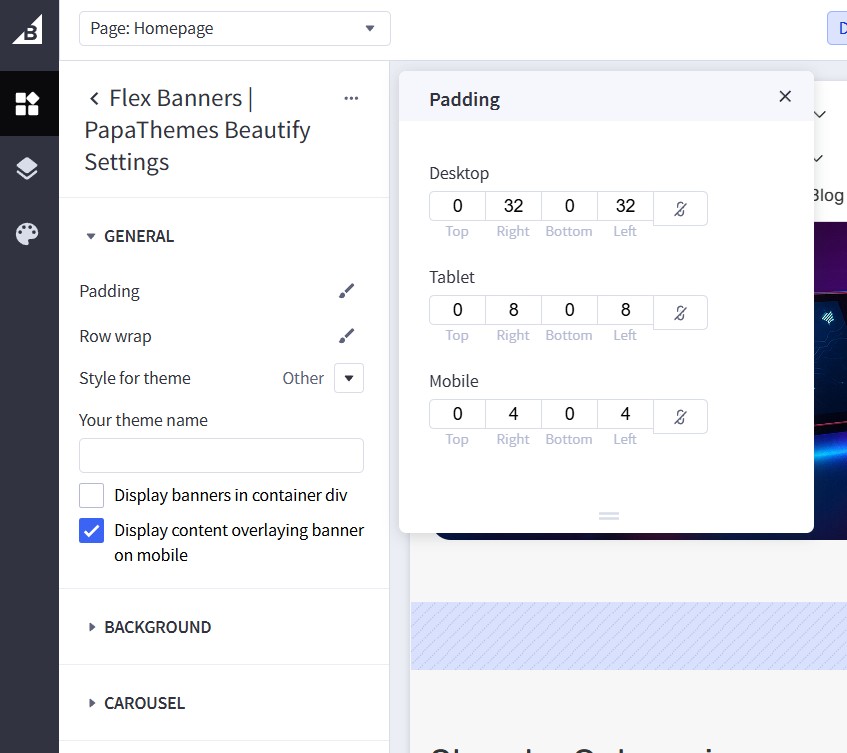 B
Page: Homepage
Flex Banners |
PapaThemes Beautify
Settings
GENERAL
Padding
Row wrap
Style for theme Other
Your theme name
Display banners in container div
Display content overlaying banner
on mobile
BACKGROUND
CAROUSEL
Padding
Desktop
0 32 0 32
Top Right Bottom Left
Tablet
0 8 0 8
Top Right Bottom Left
Mobile
0 4 0 4
Top Right Bottom Left
Blog